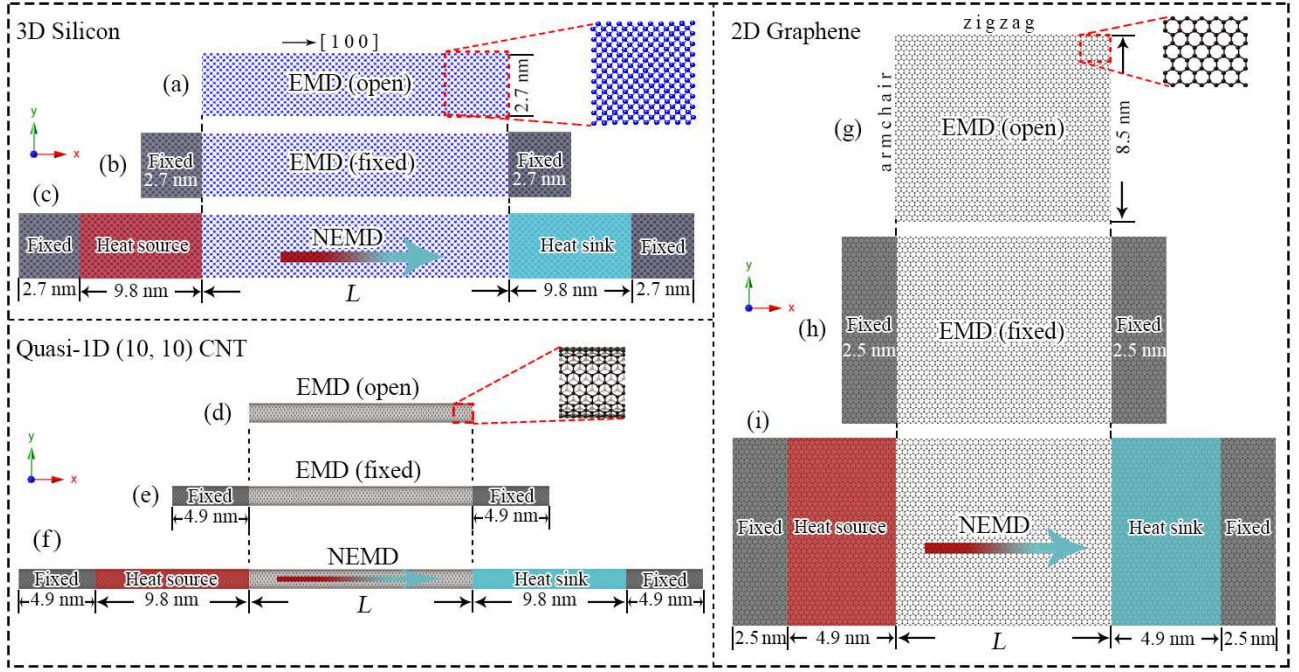 3D Silicon
[100]
(a)
EMD (open)
2.7 nm
y
x
(b)
Fixed
2.7 nm
EMD (fixed)
Fixed
2.7 nm
(c)
Fixed
Heat source
NEMD
Heat sink
Fixed
2.7 nm
9.8 nm
L
9.8 nm
2.7 nm
Quasi-1D (10, 10) CNT
EMD (open)
(d)
y
x
EMD (fixed)
(e)
Fixed
Fixed
4.9 nm
4.9 nm
(f)
NEMD
Fixed
Heat source
Heat sink
Fixed
4.9 nm
9.8 nm
L
9.8 nm
4.9 nm
2D Graphene
zigzag
armchair
(g)
EMD (open)
8.5 nm
y
x
(h)
Fixed
2.5 nm
EMD (fixed)
Fixed
2.5 nm
(i)
Fixed
Heat source
NEMD
Heat sink
Fixed
2.5 nm
4.9 nm
L
4.9 nm
2.5 nm